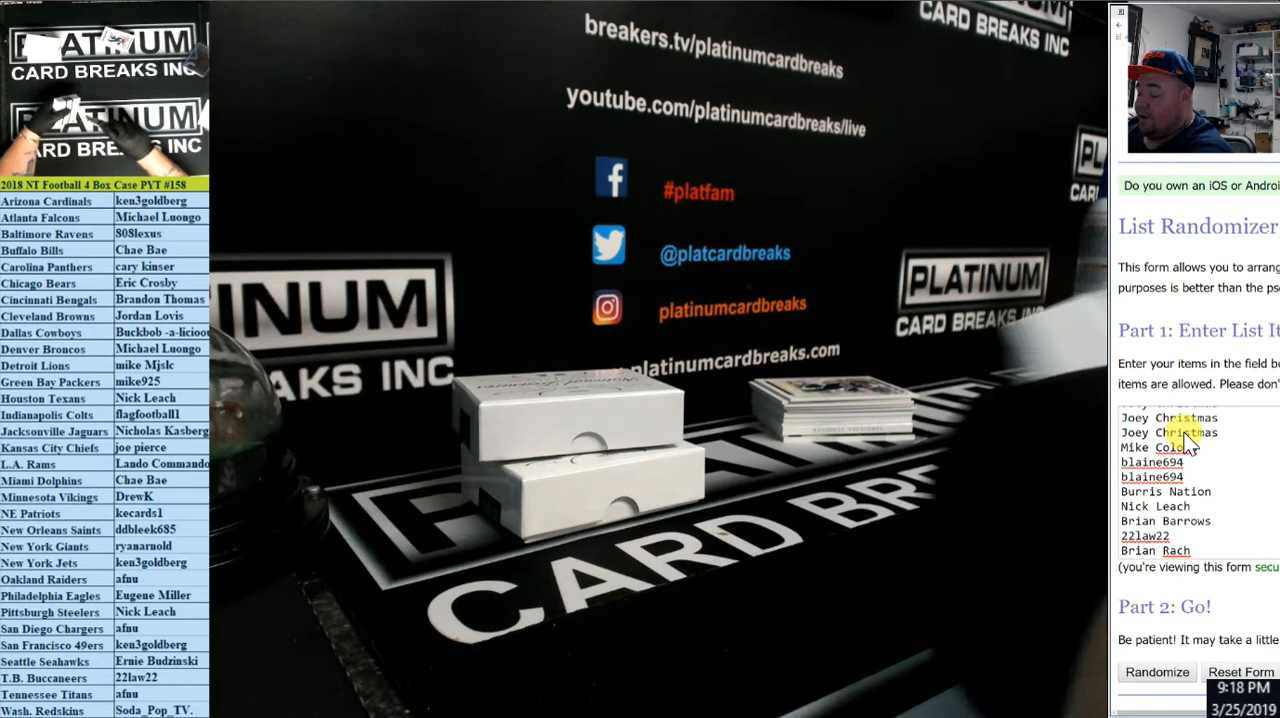 PLATINUM
CARD BREAKS INC
PLATINUM
CARD BREAKS INC
2018 NT Football 4 Box Case PYT #158
Arizona Cardinals ken3goldberg
Atlanta Falcons Michael Luongo
Baltimore Ravens 808lexus
Buffalo Bills Chae Bae
Carolina Panthers cary kinser
Chicago Bears Eric Crosby
Cincinnati Bengals Brandon Thomas
Cleveland Browns Jordan Lovis
Dallas Cowboys Buckbob -a-liciou
Denver Broncos Michael Luongo
Detroit Lions mike Mjslc
Green Bay Packers mike925
Houston Texans Nick Leach
Indianapolis Colts flagfootball1
Jacksonville Jaguars Nicholas Kasberg
Kansas City Chiefs joe pierce
L.A. Rams Lando Commando
Miami Dolphins Chae Bae
Minnesota Vikings DrewK
NE Patriots kecards1
New Orleans Saints ddbleek685
New York Giants ryanarnold
New York Jets ken3goldberg
Oakland Raiders afnu
Philadelphia Eagles Eugene Miller
Pittsburgh Steelers Nick Leach
San Diego Chargers afnu
San Francisco 49ers ken3goldberg
Seattle Seahawks Ernie Budzinski
T.B. Buccaneers 22law22
Tennessee Titans afnu
Wash. Redskins Soda_Pop_TV.
breakers.tv/platinumcardbreaks
youtube.com/platinumcardbreaks/live
#platfam
@platcardbreaks
platinumcardbreaks
platinumcardbreaks.com
CARD BREAKS INC
INUM
KS INC
PLATINUM
CARD BREAKS INC
National Treasures
CARD BREA
Do you own an iOS or Androi
List Randomizer
This form allows you to arran
purposes is better than the ps
Part 1: Enter List It
Enter your items in the field b
items are allowed. Please don'
Joey Christmas
Joey Christmas
Mike Colo
blaine694
blaine694
Burris Nation
Nick Leach
Brian Barrows
22law22
Brian Rach
(you're viewing this form secu
Part 2: Go!
Be patient! It may take a little
Randomize Reset Form
9:18 PM
3/25/2019